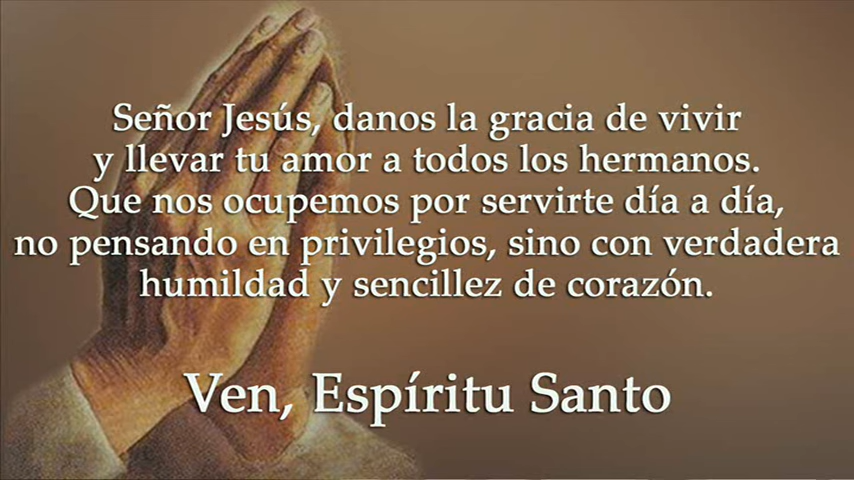 Señor Jesús, danos la gracia de vivir
y llevar tu amor a todos los hermanos.
Que nos ocupemos por servirte día a día,
no pensando en privilegios, sino con verdadera
humildad y sencillez de corazón.
Ven, Espíritu Santo